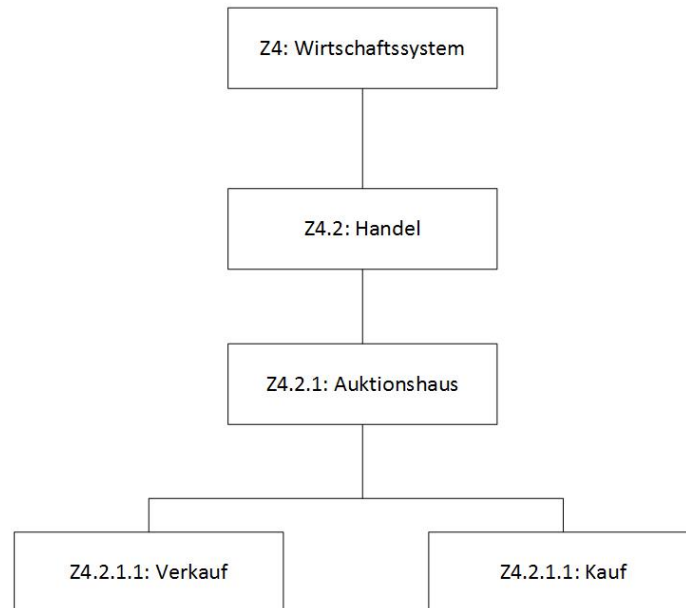 Z4: Wirtschaftssystem
Z4.2: Handel
Z4.2.1: Auktionshaus
Z4.2.1.1: Verkauf
Z4.2.1.1: Kauf